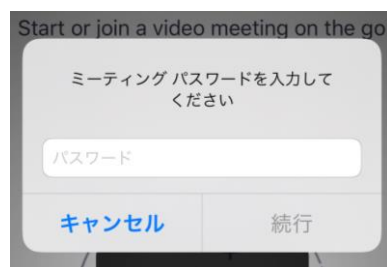 Start or join a video meeting on the go
ミーティング パスワードを入力して
ください
パスワード
キャンセル
続行